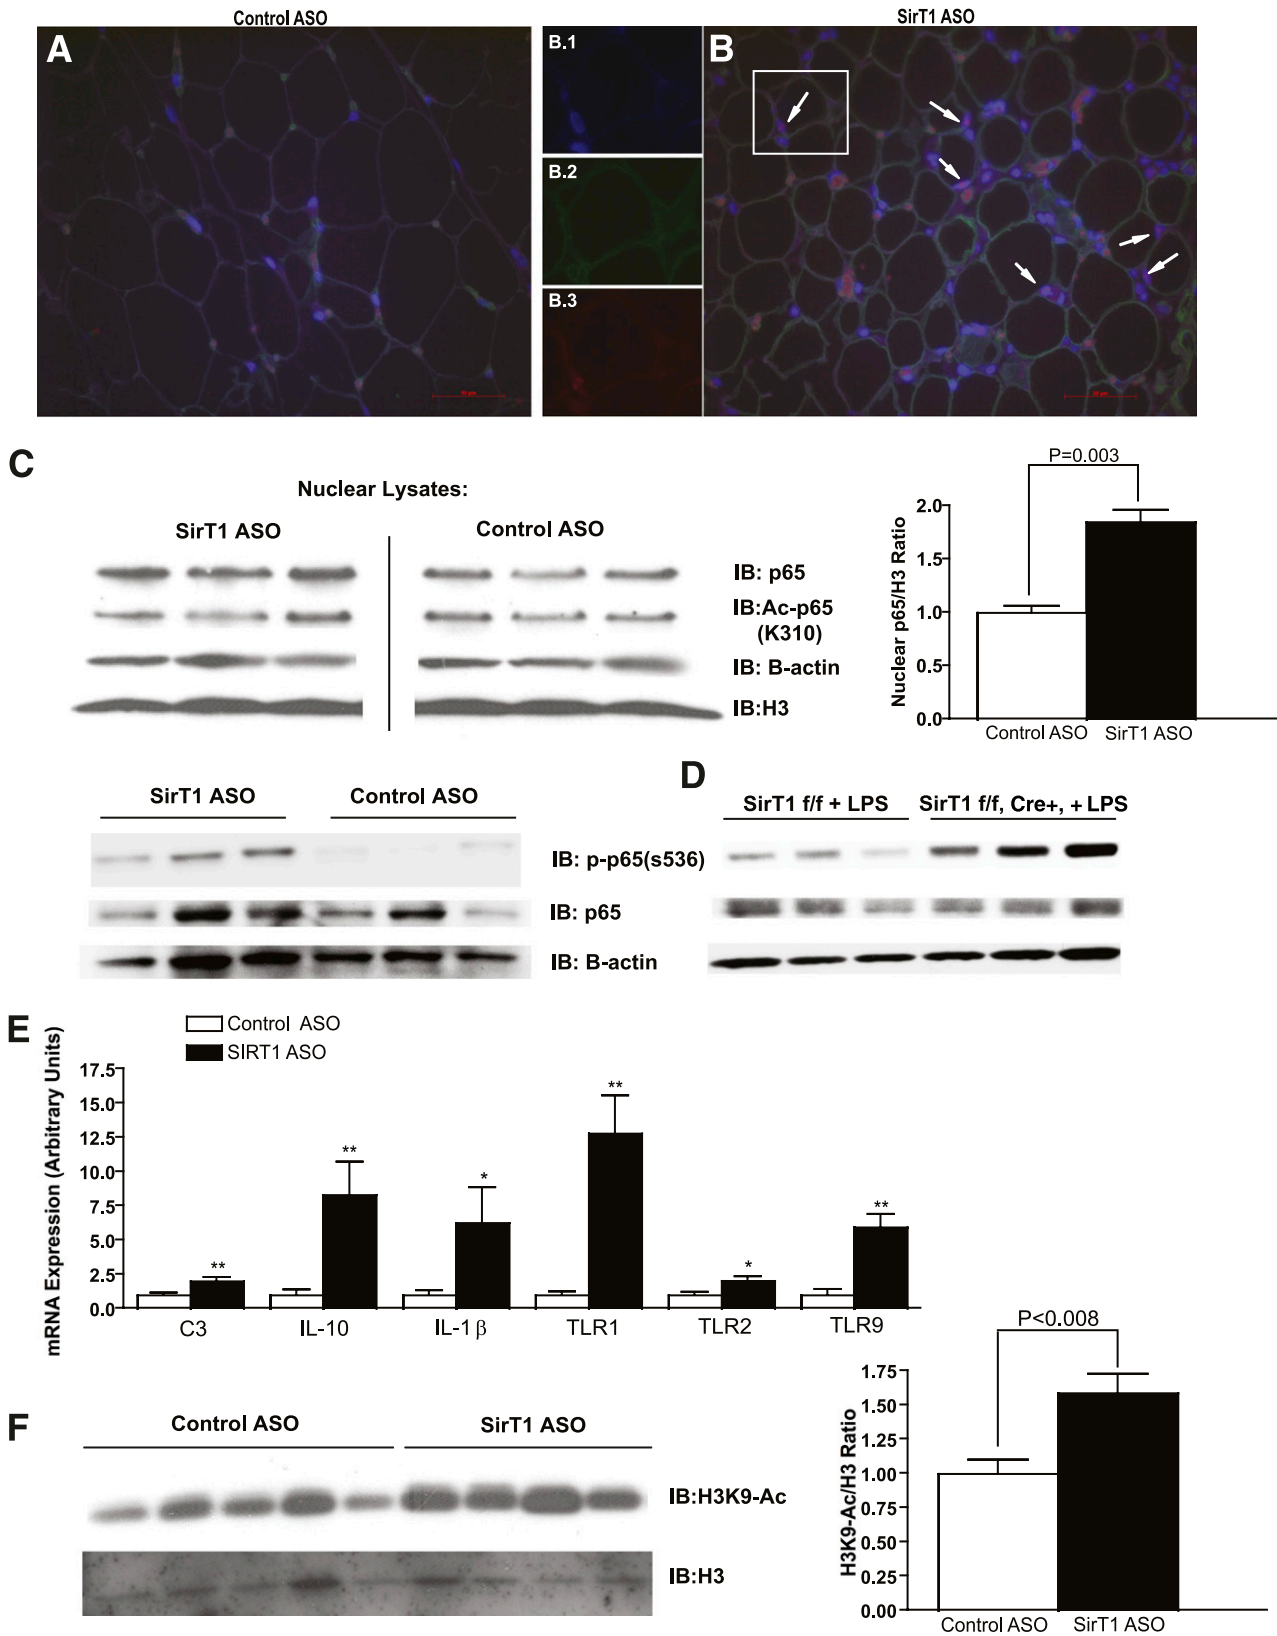 Control ASO
SirT1 ASO
A
B.1
B
B.2
B.3
C
P=0.003
Nuclear Lysates:
SirT1 ASO
Control ASO
IB: p65
IB:Ac-p65
(K310)
IB: B-actin
IB:H3
Nuclear p65/H3 Ratio
2.0
1.5
1.0
0.5
0.0
Control ASO
SirT1 ASO
SirT1 ASO
Control ASO
D
SirT1 f/f + LPS
SirT1 f/f, Cre+, + LPS
IB: p-p65(s536)
IB: p65
IB: B-actin
E
Control ASO
SIRT1 ASO
mRNA Expression (Arbitrary Units)
17.5
15.0
12.5
10.0
7.5
5.0
2.5
0.0
**
**
*
**
*
**
C3
IL-10
IL-1 β
TLR1
TLR2
TLR9
P<0.008
F
Control ASO
SirT1 ASO
IB:H3K9-Ac
IB:H3
H3K9-Ac/H3 Ratio
1.75
1.50
1.25
1.00
0.75
0.50
0.25
0.00
Control ASO
SirT1 ASO